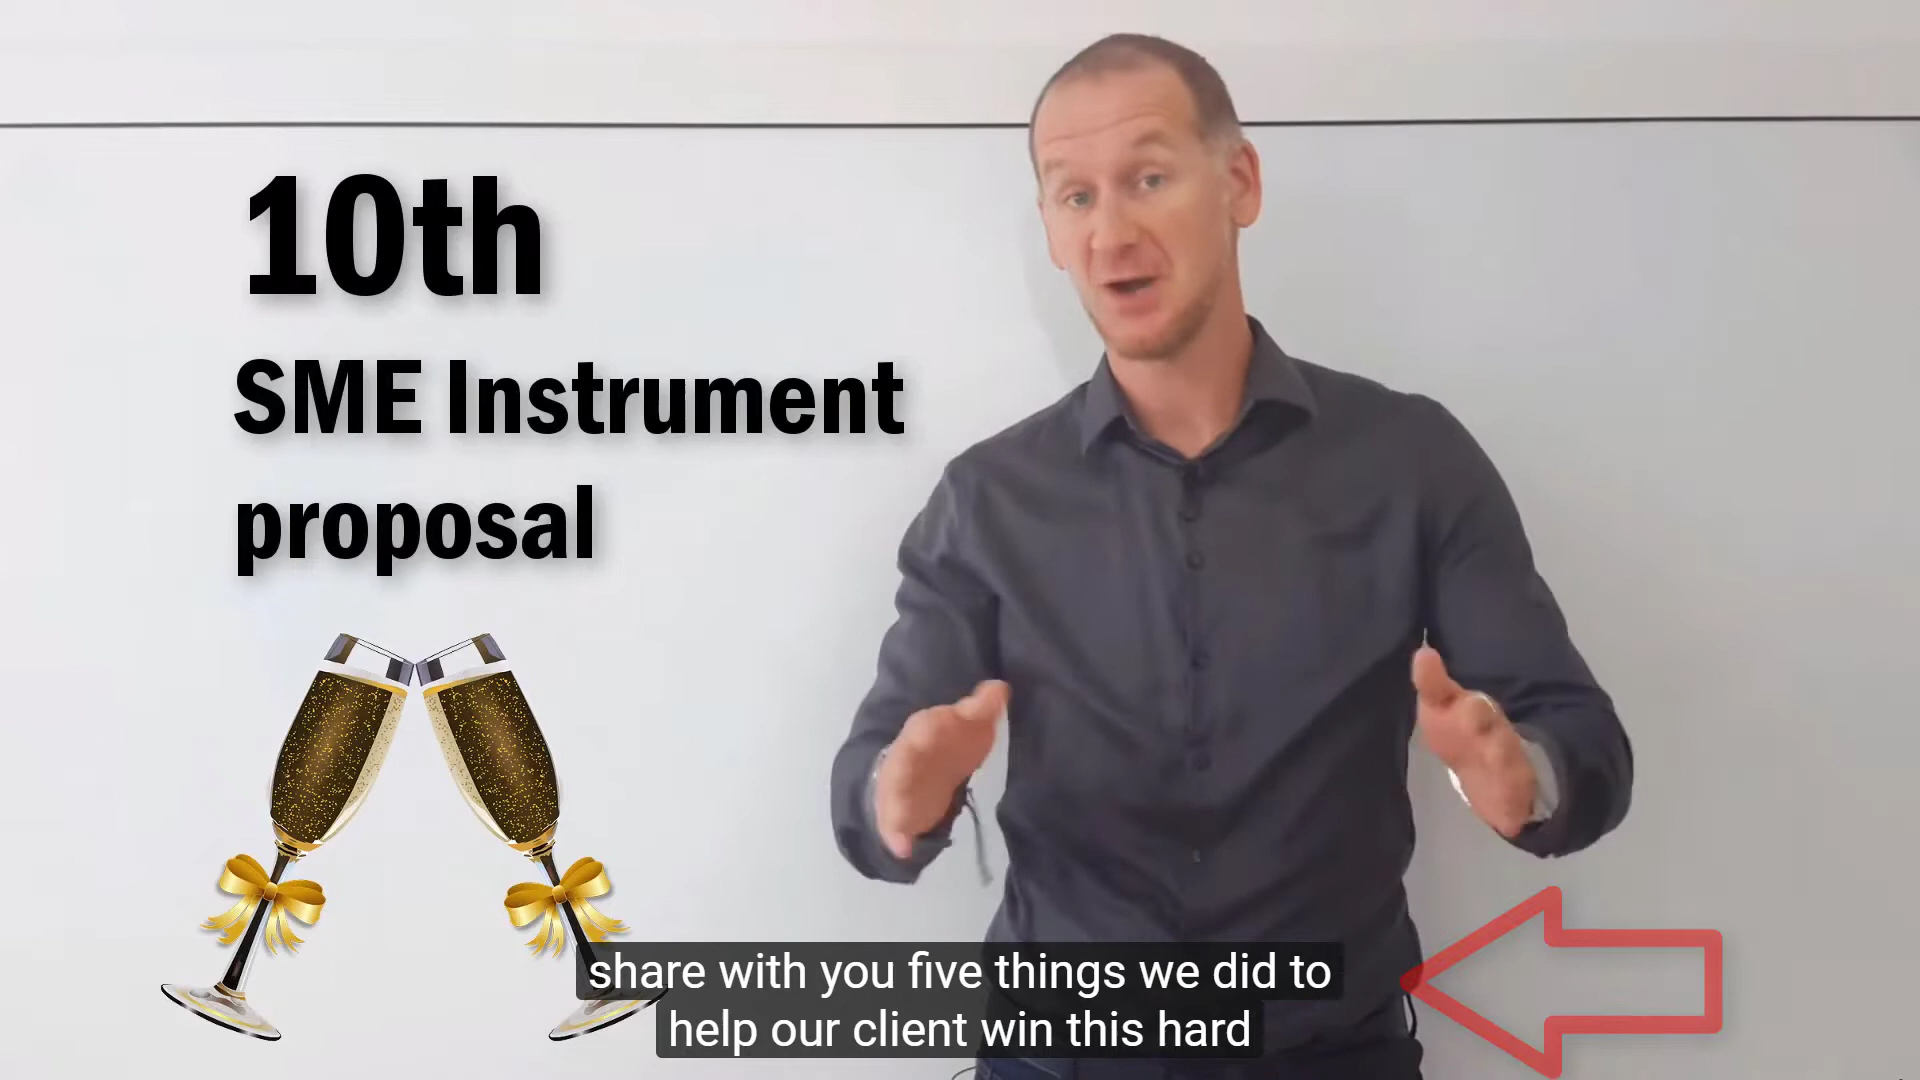 10th
SME Instrument
proposal
share with you five things we did to
help our client win this hard